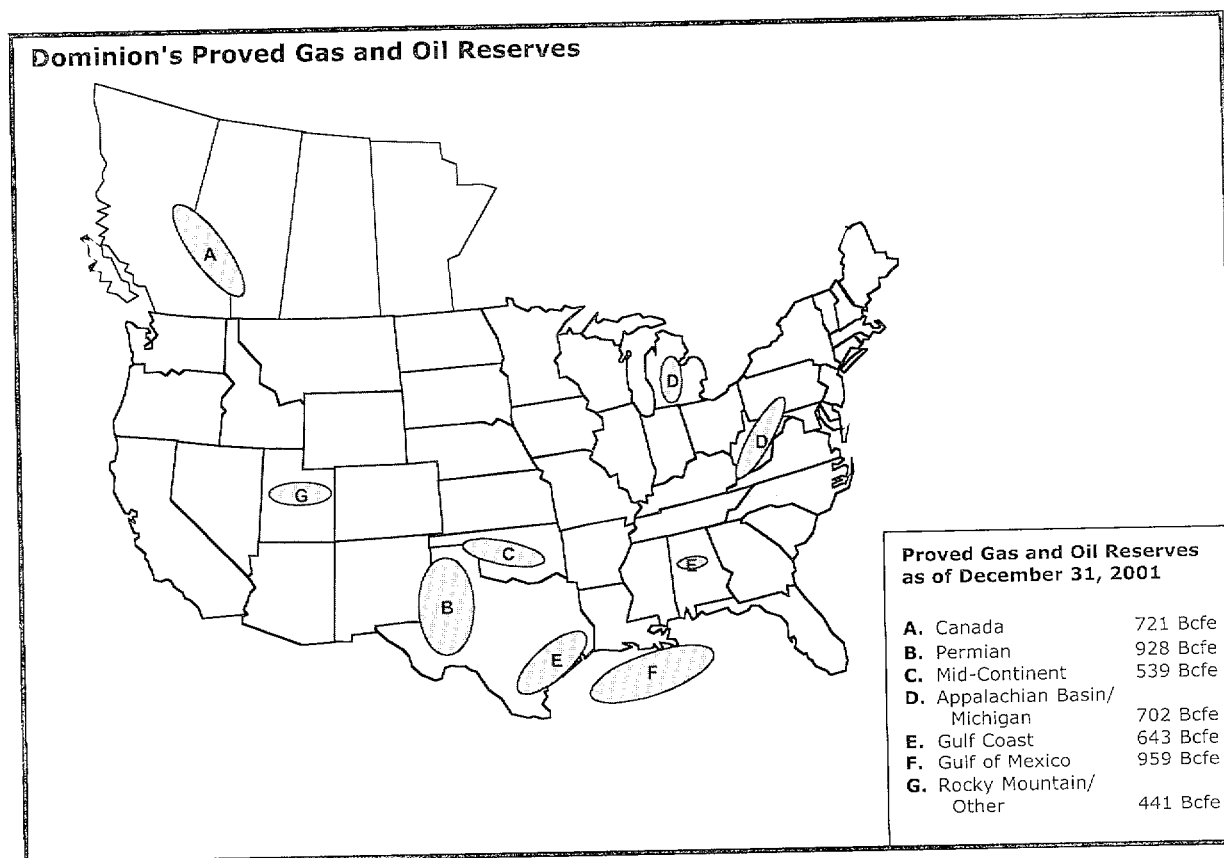 Dominion's Proved Gas and Oil Reserves
A
D
D
G
C
E
B
E
F
Proved Gas and Oil Reserves
as of December 31, 2001
A. Canada 721 Bcfe
B. Permian 928 Bcfe
C. Mid-Continent 539 Bcfe
D. Appalachian Basin/
Michigan 702 Bcfe
E. Gulf Coast 643 Bcfe
F. Gulf of Mexico 959 Bcfe
G. Rocky Mountain/
Other 441 Bcfe